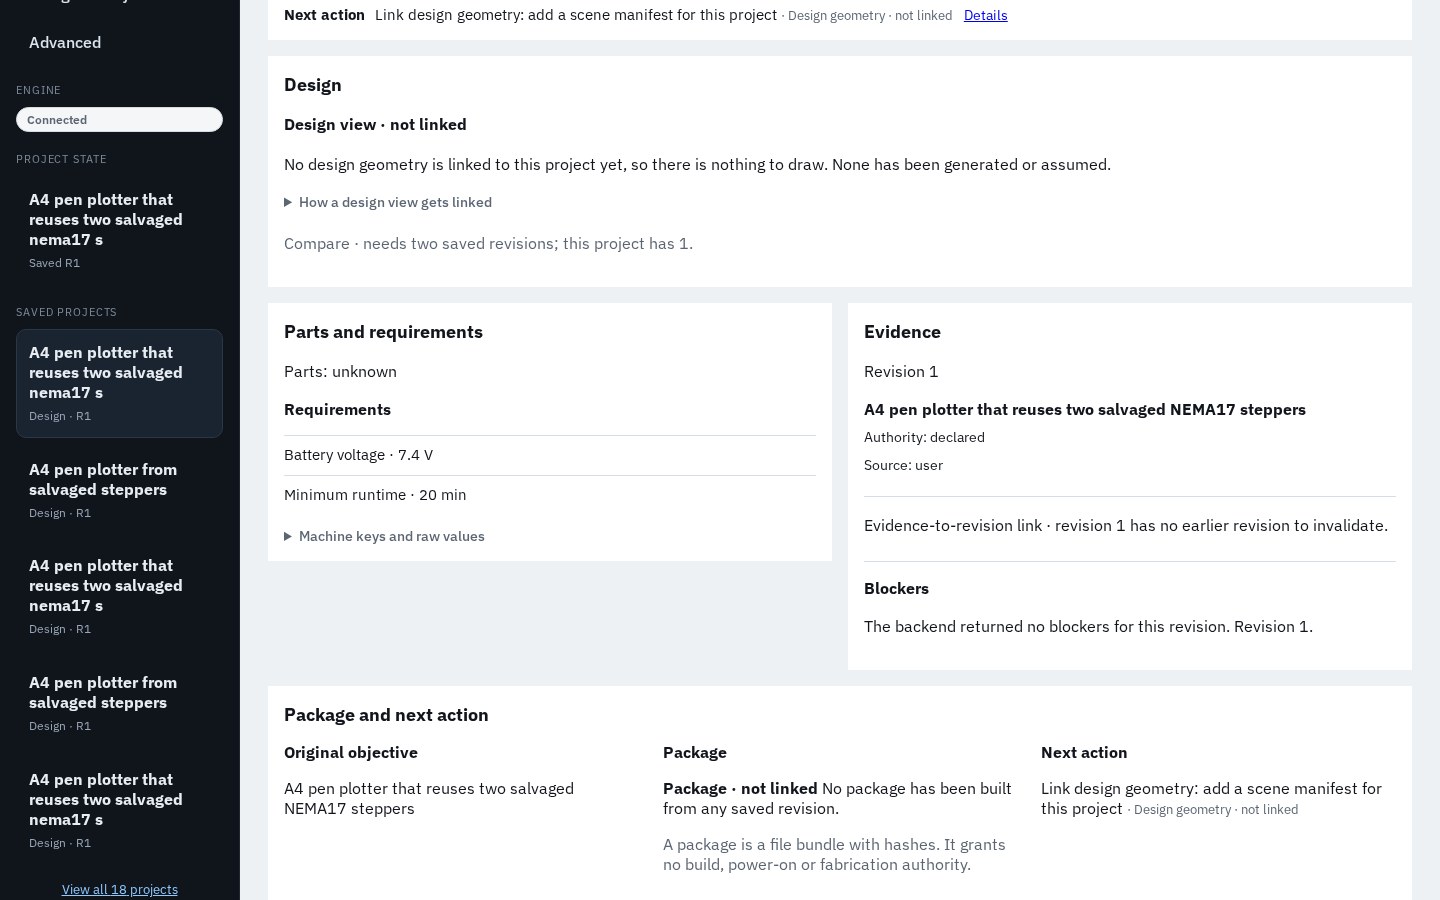 Advanced
ENGINE
Connected
PROJECT STATE
A4 pen plotter that
reuses two salvaged
nema17 s
Saved R1
SAVED PROJECTS
A4 pen plotter that
reuses two salvaged
nema17 s
Design · R1
A4 pen plotter from
salvaged steppers
Design · R1
A4 pen plotter that
reuses two salvaged
nema17 s
Design · R1
A4 pen plotter from
salvaged steppers
Design · R1
A4 pen plotter that
reuses two salvaged
nema17 s
Design · R1
View all 18 projects
Next action Link design geometry: add a scene manifest for this project · Design geometry · not linked Details
Design
Design view · not linked
No design geometry is linked to this project yet, so there is nothing to draw. None has been generated or assumed.
▶ How a design view gets linked
Compare · needs two saved revisions; this project has 1.
Parts and requirements
Parts: unknown
Requirements
Battery voltage · 7.4 V
Minimum runtime · 20 min
▶ Machine keys and raw values
Evidence
Revision 1
A4 pen plotter that reuses two salvaged NEMA17 steppers
Authority: declared
Source: user
Evidence-to-revision link · revision 1 has no earlier revision to invalidate.
Blockers
The backend returned no blockers for this revision. Revision 1.
Package and next action
Original objective
A4 pen plotter that reuses two salvaged
NEMA17 steppers
Package
Package · not linked No package has been built
from any saved revision.
A package is a file bundle with hashes. It grants
no build, power-on or fabrication authority.
Next action
Link design geometry: add a scene manifest for
this project · Design geometry · not linked